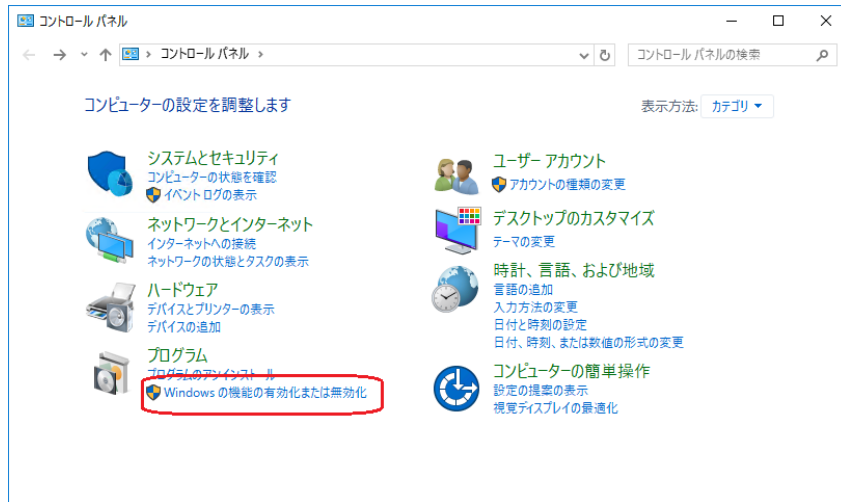 コントロール パネル
コントロール パネル
コントロール パネルの検索
コンピューターの設定を調整します
表示方法: カテゴリ
システムとセキュリティ
コンピューターの状態を確認
イベント ログの表示
ネットワークとインターネット
インターネットへの接続
ネットワークの状態とタスクの表示
ハードウェア
デバイスとプリンターの表示
デバイスの追加
プログラム
プログラムのアンインストール
Windows の機能の有効化または無効化
ユーザー アカウント
アカウントの種類の変更
デスクトップのカスタマイズ
テーマの変更
時計、言語、および地域
言語の追加
入力方法の変更
日付と時刻の設定
日付、時刻、または数値の形式の変更
コンピューターの簡単操作
設定の提案の表示
視覚ディスプレイの最適化